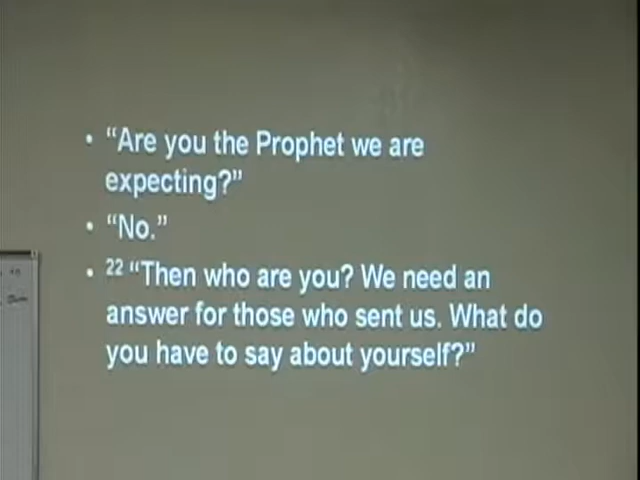 • “Are you the Prophet we are
expecting?”
• “No.”
• 22 “Then who are you? We need an
answer for those who sent us. What do
you have to say about yourself?”